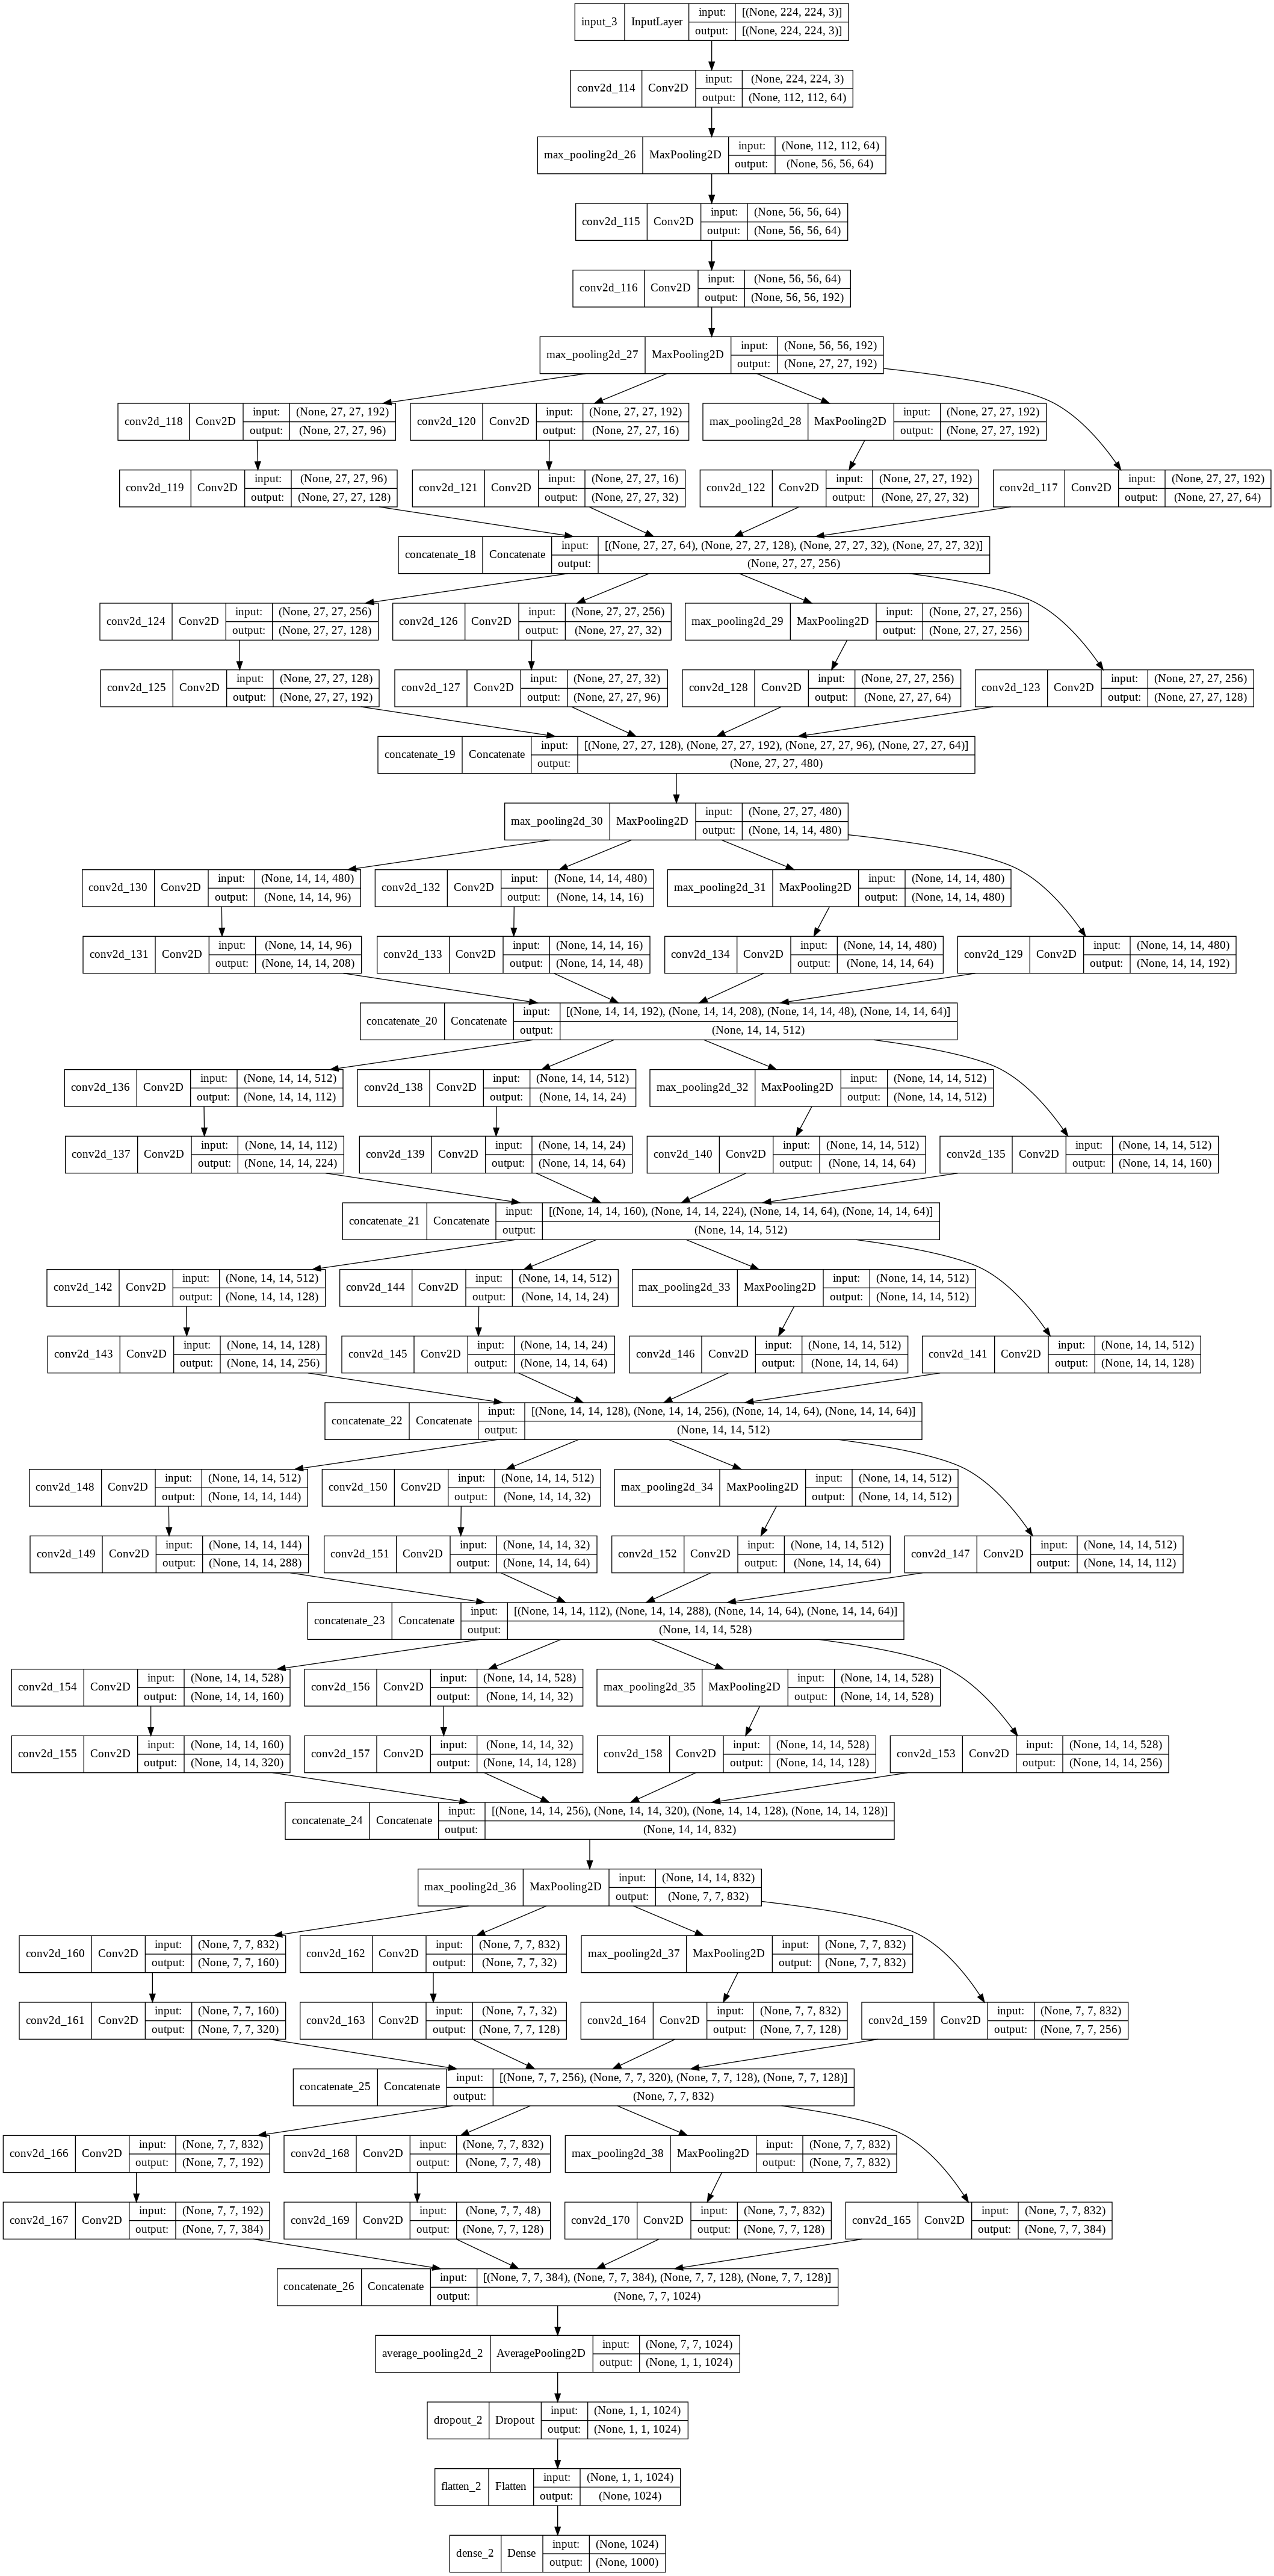 input_3 InputLayer input: [(None, 224, 224, 3)]
output: [(None, 224, 224, 3)]
conv2d_114 Conv2D input: (None, 224, 224, 3)
output: (None, 112, 112, 64)
max_pooling2d_26 MaxPooling2D input: (None, 112, 112, 64)
output: (None, 56, 56, 64)
conv2d_115 Conv2D input: (None, 56, 56, 64)
output: (None, 56, 56, 64)
conv2d_116 Conv2D input: (None, 56, 56, 64)
output: (None, 56, 56, 192)
max_pooling2d_27 MaxPooling2D input: (None, 56, 56, 192)
output: (None, 27, 27, 192)
conv2d_118 Conv2D input: (None, 27, 27, 192)
output: (None, 27, 27, 96)
conv2d_120 Conv2D input: (None, 27, 27, 192)
output: (None, 27, 27, 16)
max_pooling2d_28 MaxPooling2D input: (None, 27, 27, 192)
output: (None, 27, 27, 192)
conv2d_119 Conv2D input: (None, 27, 27, 96)
output: (None, 27, 27, 128)
conv2d_121 Conv2D input: (None, 27, 27, 16)
output: (None, 27, 27, 32)
conv2d_122 Conv2D input: (None, 27, 27, 192)
output: (None, 27, 27, 32)
conv2d_117 Conv2D input: (None, 27, 27, 192)
output: (None, 27, 27, 64)
concatenate_18 Concatenate input: [(None, 27, 27, 64), (None, 27, 27, 128), (None, 27, 27, 32), (None, 27, 27, 32)]
output: (None, 27, 27, 256)
conv2d_124 Conv2D input: (None, 27, 27, 256)
output: (None, 27, 27, 128)
conv2d_126 Conv2D input: (None, 27, 27, 256)
output: (None, 27, 27, 32)
max_pooling2d_29 MaxPooling2D input: (None, 27, 27, 256)
output: (None, 27, 27, 256)
conv2d_125 Conv2D input: (None, 27, 27, 128)
output: (None, 27, 27, 192)
conv2d_127 Conv2D input: (None, 27, 27, 32)
output: (None, 27, 27, 96)
conv2d_128 Conv2D input: (None, 27, 27, 256)
output: (None, 27, 27, 64)
conv2d_123 Conv2D input: (None, 27, 27, 256)
output: (None, 27, 27, 128)
concatenate_19 Concatenate input: [(None, 27, 27, 128), (None, 27, 27, 192), (None, 27, 27, 96), (None, 27, 27, 64)]
output: (None, 27, 27, 480)
max_pooling2d_30 MaxPooling2D input: (None, 27, 27, 480)
output: (None, 14, 14, 480)
conv2d_130 Conv2D input: (None, 14, 14, 480)
output: (None, 14, 14, 96)
conv2d_132 Conv2D input: (None, 14, 14, 480)
output: (None, 14, 14, 16)
max_pooling2d_31 MaxPooling2D input: (None, 14, 14, 480)
output: (None, 14, 14, 480)
conv2d_131 Conv2D input: (None, 14, 14, 96)
output: (None, 14, 14, 208)
conv2d_133 Conv2D input: (None, 14, 14, 16)
output: (None, 14, 14, 48)
conv2d_134 Conv2D input: (None, 14, 14, 480)
output: (None, 14, 14, 64)
conv2d_129 Conv2D input: (None, 14, 14, 480)
output: (None, 14, 14, 192)
concatenate_20 Concatenate input: [(None, 14, 14, 192), (None, 14, 14, 208), (None, 14, 14, 48), (None, 14, 14, 64)]
output: (None, 14, 14, 512)
conv2d_136 Conv2D input: (None, 14, 14, 512)
output: (None, 14, 14, 112)
conv2d_138 Conv2D input: (None, 14, 14, 512)
output: (None, 14, 14, 24)
max_pooling2d_32 MaxPooling2D input: (None, 14, 14, 512)
output: (None, 14, 14, 512)
conv2d_137 Conv2D input: (None, 14, 14, 112)
output: (None, 14, 14, 224)
conv2d_139 Conv2D input: (None, 14, 14, 24)
output: (None, 14, 14, 64)
conv2d_140 Conv2D input: (None, 14, 14, 512)
output: (None, 14, 14, 64)
conv2d_135 Conv2D input: (None, 14, 14, 512)
output: (None, 14, 14, 160)
concatenate_21 Concatenate input: [(None, 14, 14, 160), (None, 14, 14, 224), (None, 14, 14, 64), (None, 14, 14, 64)]
output: (None, 14, 14, 512)
conv2d_142 Conv2D input: (None, 14, 14, 512)
output: (None, 14, 14, 128)
conv2d_144 Conv2D input: (None, 14, 14, 512)
output: (None, 14, 14, 24)
max_pooling2d_33 MaxPooling2D input: (None, 14, 14, 512)
output: (None, 14, 14, 512)
conv2d_143 Conv2D input: (None, 14, 14, 128)
output: (None, 14, 14, 256)
conv2d_145 Conv2D input: (None, 14, 14, 24)
output: (None, 14, 14, 64)
conv2d_146 Conv2D input: (None, 14, 14, 512)
output: (None, 14, 14, 64)
conv2d_141 Conv2D input: (None, 14, 14, 512)
output: (None, 14, 14, 128)
concatenate_22 Concatenate input: [(None, 14, 14, 128), (None, 14, 14, 256), (None, 14, 14, 64), (None, 14, 14, 64)]
output: (None, 14, 14, 512)
conv2d_148 Conv2D input: (None, 14, 14, 512)
output: (None, 14, 14, 144)
conv2d_150 Conv2D input: (None, 14, 14, 512)
output: (None, 14, 14, 32)
max_pooling2d_34 MaxPooling2D input: (None, 14, 14, 512)
output: (None, 14, 14, 512)
conv2d_149 Conv2D input: (None, 14, 14, 144)
output: (None, 14, 14, 288)
conv2d_151 Conv2D input: (None, 14, 14, 32)
output: (None, 14, 14, 64)
conv2d_152 Conv2D input: (None, 14, 14, 512)
output: (None, 14, 14, 64)
conv2d_147 Conv2D input: (None, 14, 14, 512)
output: (None, 14, 14, 112)
concatenate_23 Concatenate input: [(None, 14, 14, 112), (None, 14, 14, 288), (None, 14, 14, 64), (None, 14, 14, 64)]
output: (None, 14, 14, 528)
conv2d_154 Conv2D input: (None, 14, 14, 528)
output: (None, 14, 14, 160)
conv2d_156 Conv2D input: (None, 14, 14, 528)
output: (None, 14, 14, 32)
max_pooling2d_35 MaxPooling2D input: (None, 14, 14, 528)
output: (None, 14, 14, 528)
conv2d_155 Conv2D input: (None, 14, 14, 160)
output: (None, 14, 14, 320)
conv2d_157 Conv2D input: (None, 14, 14, 32)
output: (None, 14, 14, 128)
conv2d_158 Conv2D input: (None, 14, 14, 528)
output: (None, 14, 14, 128)
conv2d_153 Conv2D input: (None, 14, 14, 528)
output: (None, 14, 14, 256)
concatenate_24 Concatenate input: [(None, 14, 14, 256), (None, 14, 14, 320), (None, 14, 14, 128), (None, 14, 14, 128)]
output: (None, 14, 14, 832)
max_pooling2d_36 MaxPooling2D input: (None, 14, 14, 832)
output: (None, 7, 7, 832)
conv2d_160 Conv2D input: (None, 7, 7, 832)
output: (None, 7, 7, 160)
conv2d_162 Conv2D input: (None, 7, 7, 832)
output: (None, 7, 7, 32)
max_pooling2d_37 MaxPooling2D input: (None, 7, 7, 832)
output: (None, 7, 7, 832)
conv2d_161 Conv2D input: (None, 7, 7, 160)
output: (None, 7, 7, 320)
conv2d_163 Conv2D input: (None, 7, 7, 32)
output: (None, 7, 7, 128)
conv2d_164 Conv2D input: (None, 7, 7, 832)
output: (None, 7, 7, 128)
conv2d_159 Conv2D input: (None, 7, 7, 832)
output: (None, 7, 7, 256)
concatenate_25 Concatenate input: [(None, 7, 7, 256), (None, 7, 7, 320), (None, 7, 7, 128), (None, 7, 7, 128)]
output: (None, 7, 7, 832)
conv2d_166 Conv2D input: (None, 7, 7, 832)
output: (None, 7, 7, 192)
conv2d_168 Conv2D input: (None, 7, 7, 832)
output: (None, 7, 7, 48)
max_pooling2d_38 MaxPooling2D input: (None, 7, 7, 832)
output: (None, 7, 7, 832)
conv2d_167 Conv2D input: (None, 7, 7, 192)
output: (None, 7, 7, 384)
conv2d_169 Conv2D input: (None, 7, 7, 48)
output: (None, 7, 7, 128)
conv2d_170 Conv2D input: (None, 7, 7, 832)
output: (None, 7, 7, 128)
conv2d_165 Conv2D input: (None, 7, 7, 832)
output: (None, 7, 7, 384)
concatenate_26 Concatenate input: [(None, 7, 7, 384), (None, 7, 7, 384), (None, 7, 7, 128), (None, 7, 7, 128)]
output: (None, 7, 7, 1024)
average_pooling2d_2 AveragePooling2D input: (None, 7, 7, 1024)
output: (None, 1, 1, 1024)
dropout_2 Dropout input: (None, 1, 1, 1024)
output: (None, 1, 1, 1024)
flatten_2 Flatten input: (None, 1, 1, 1024)
output: (None, 1024)
dense_2 Dense input: (None, 1024)
output: (None, 1000)